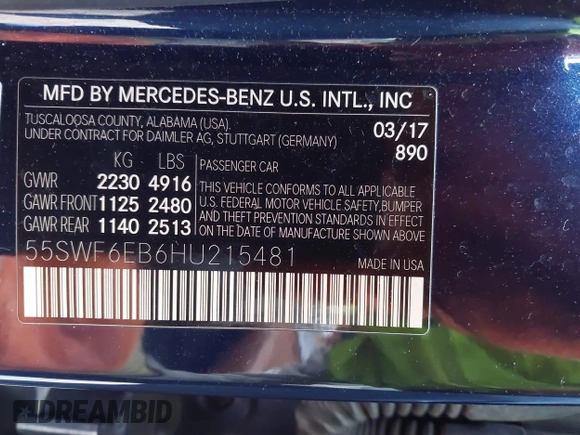 MFD BY MERCEDES-BENZ U.S. INTL., INC
TUSCALOOSA COUNTY, ALABAMA (USA).
UNDER CONTRACT FOR DAIMLER AG, STUTTGART (GERMANY)
03/17
890
KG LBS
GVWR 2230 4916
GAWR FRONT 1125 2480
GAWR REAR 1140 2513
PASSENGER CAR
THIS VEHICLE CONFORMS TO ALL APPLICABLE
U.S. FEDERAL MOTOR VEHICLE SAFETY, BUMPER
AND THEFT PREVENTION STANDARDS IN EFFECT
ON THE DATE OF MANUFACTURE SHOWN ABOVE.
55SWF6EB6HU215481
MADE IN USA
DREAMBID